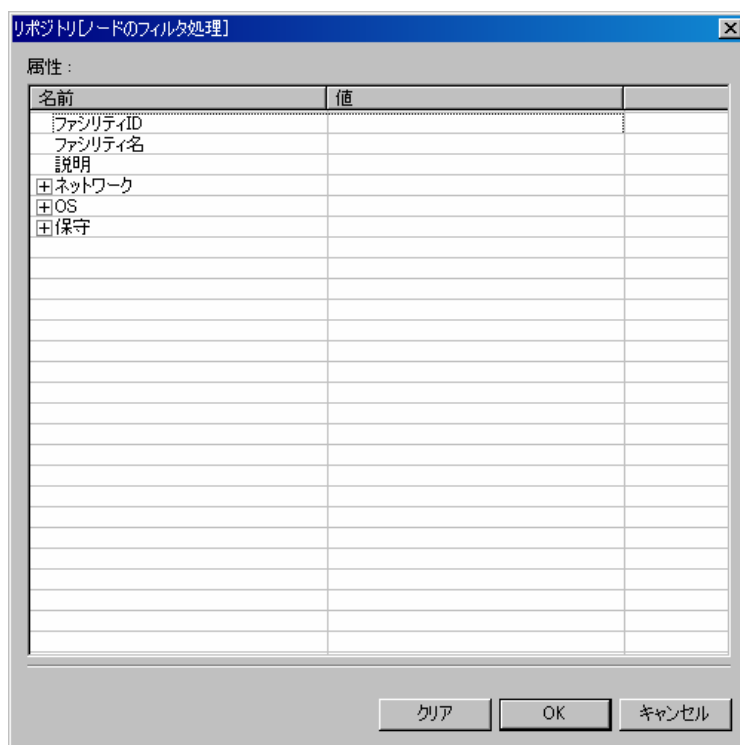 リポジトリ[ノードのフィルタ処理]
属性：
名前 値
ファシリティID
ファシリティ名
説明
ネットワーク
OS
保守
クリア OK キャンセル